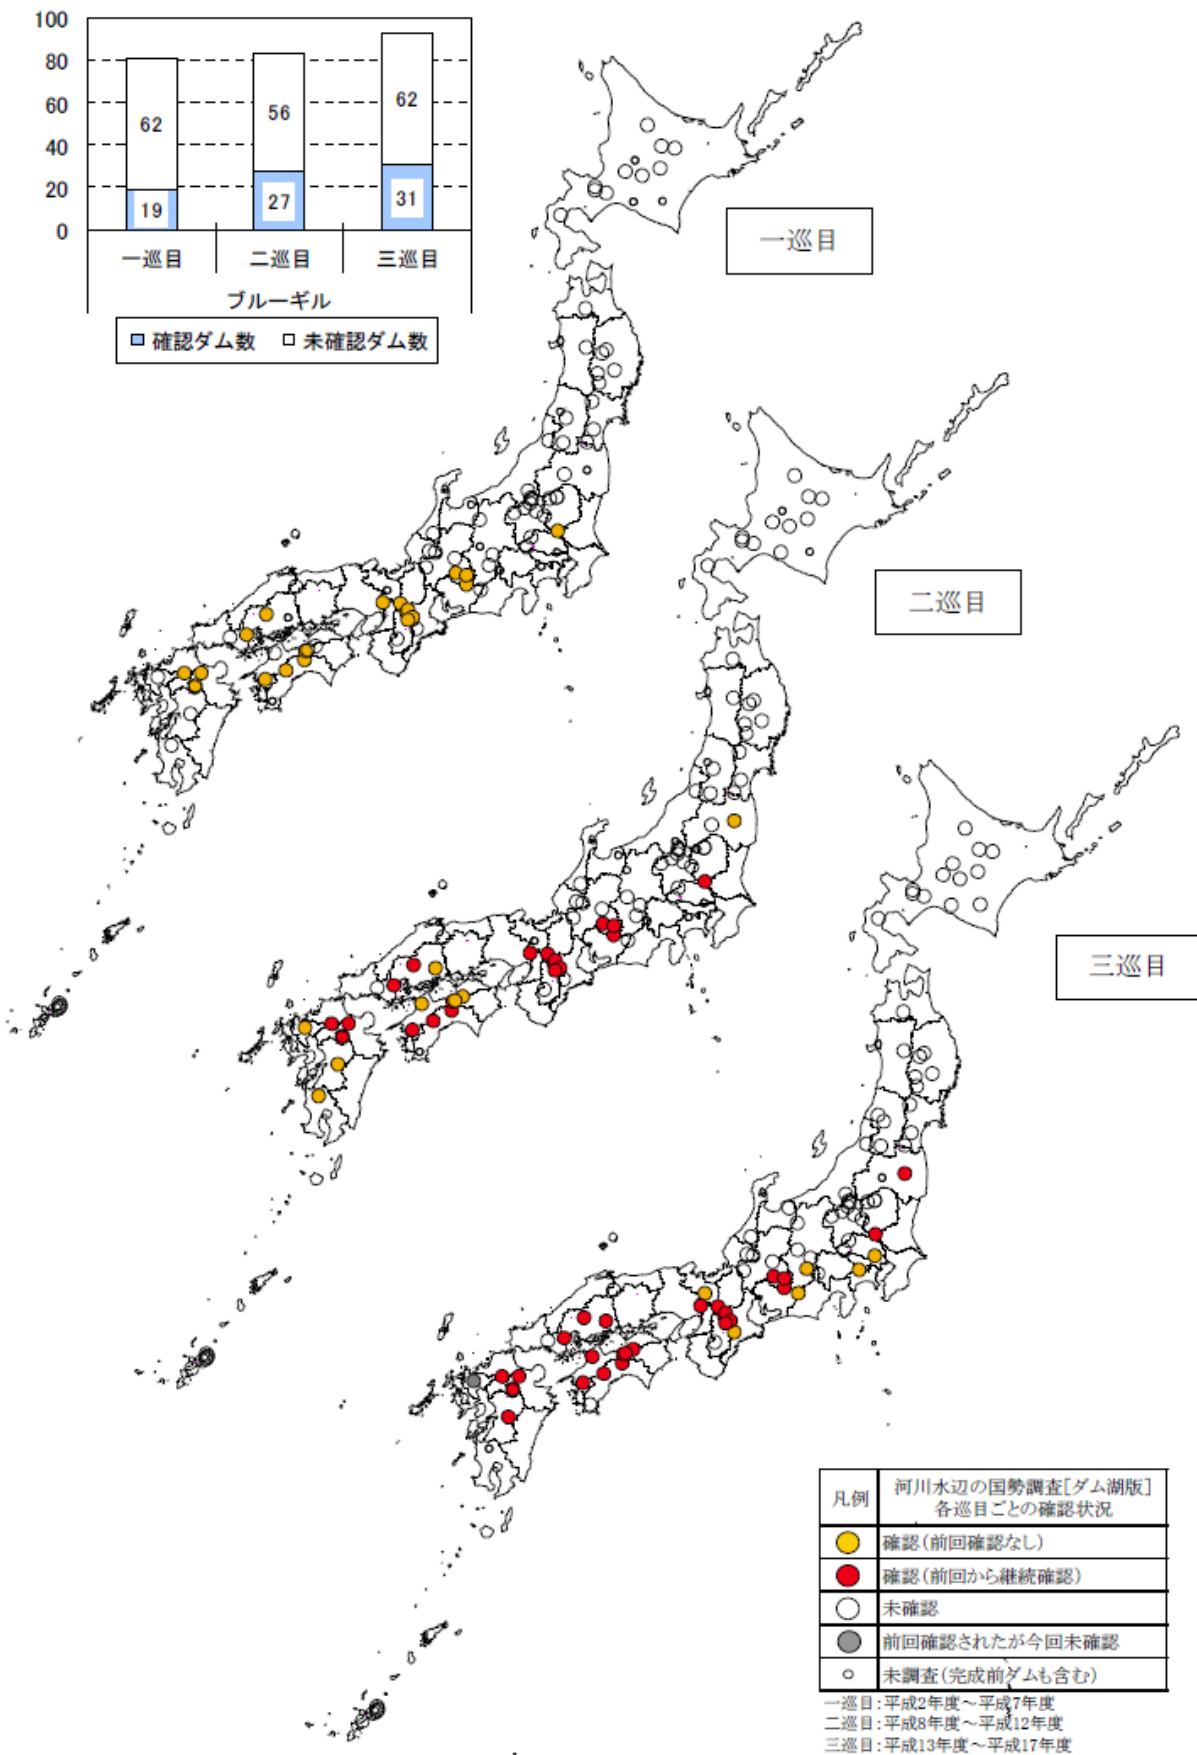 100
80
60
40
20
0
62
56
62
19
27
31
一巡目
二巡目
三巡目
ブルーギル
確認ダム数
未確認ダム数
一巡目
二巡目
三巡目
凡例
河川水辺の国勢調査[ダム湖版]
各巡目ごとの確認状況
確認(前回確認なし)
確認(前回から継続確認)
未確認
前回確認されたが今回未確認
未調査(完成前ダムも含む)
一巡目:平成2年度～平成7年度
二巡目:平成8年度～平成12年度
三巡目:平成13年度～平成17年度